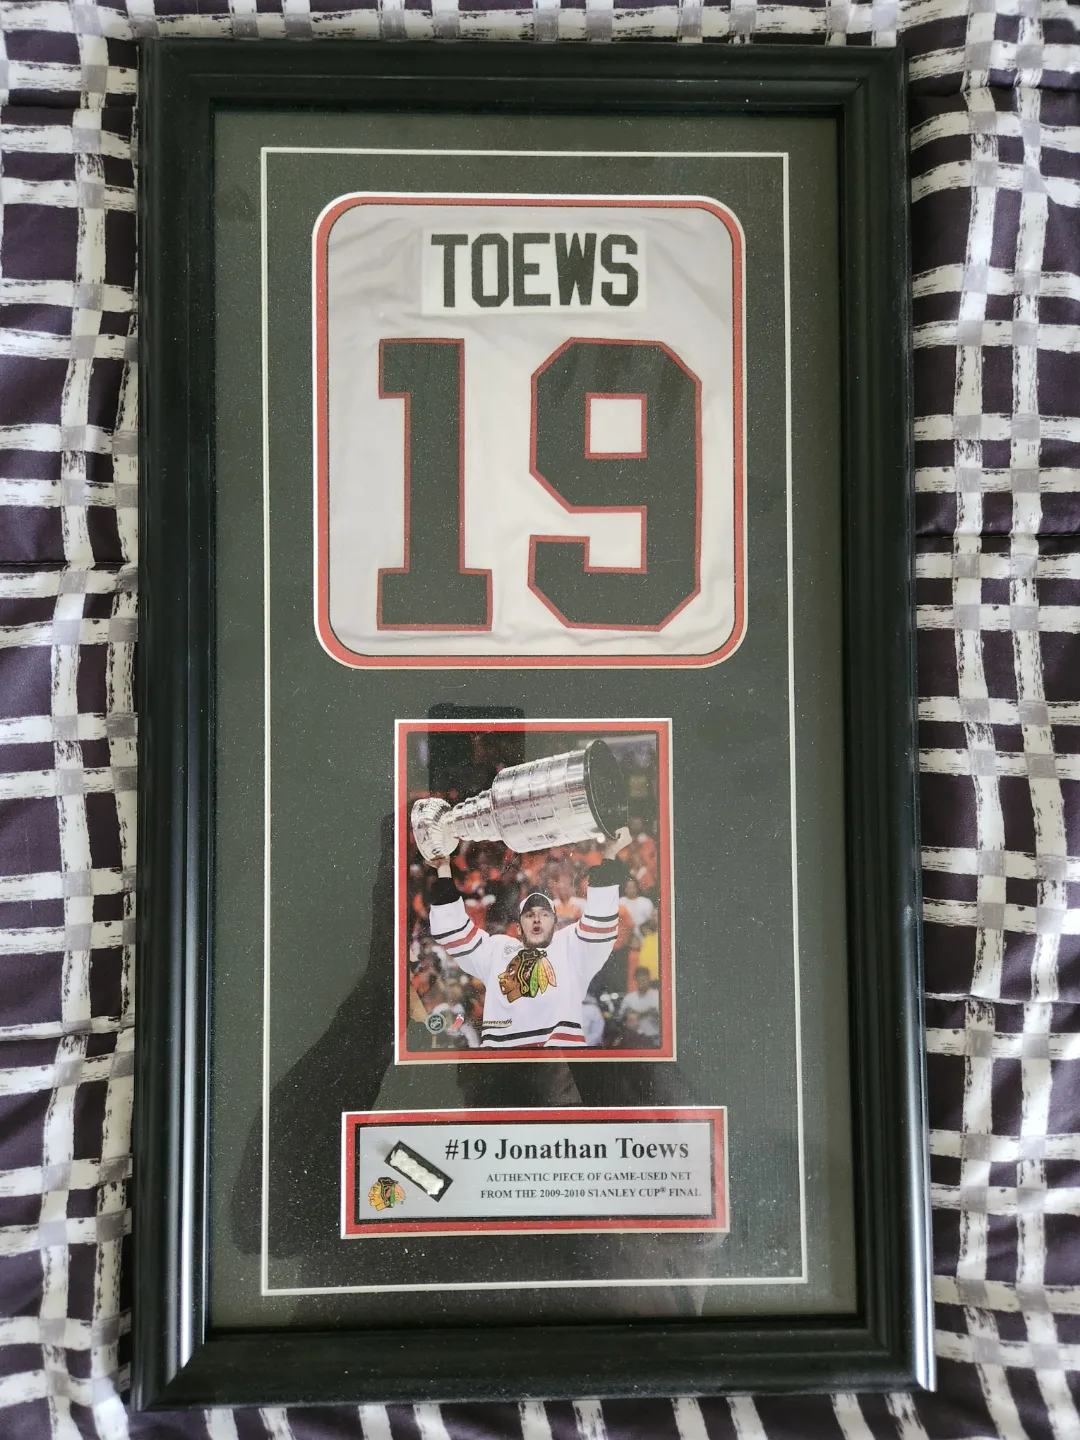 TOEWS
19
#19 Jonathan Toews
AUTHENTIC PIECE OF GAME-USED NET
FROM THE 2009-2010 STANLEY CUP® FINAL